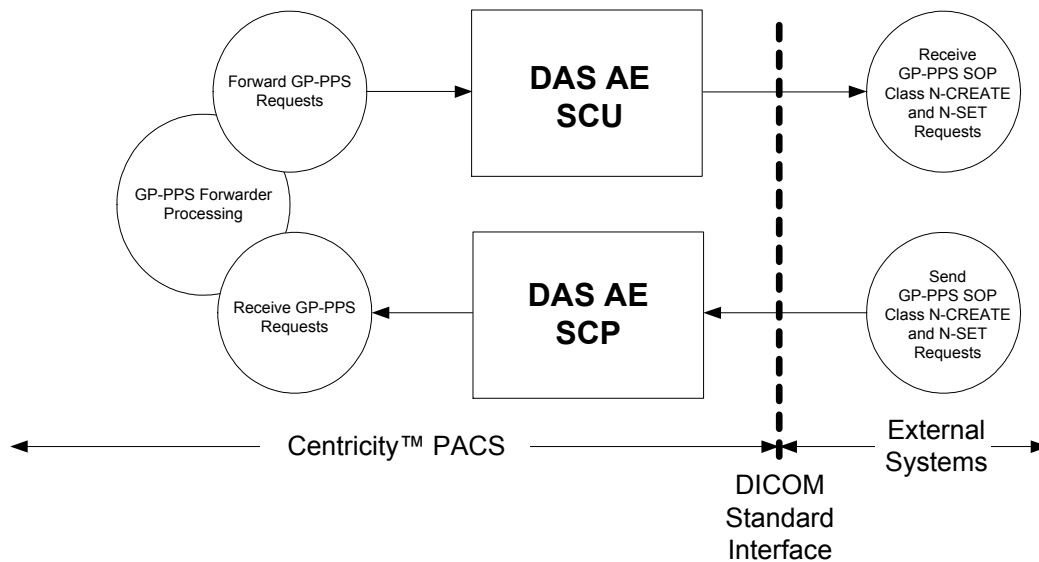 Forward GP-PPS
Requests
DAS AE
SCU
Receive
GP-PPS SOP
Class N-CREATE
and N-SET
Requests
GP-PPS Forwarder
Processing
Receive GP-PPS
Requests
DAS AE
SCP
Send
GP-PPS SOP
Class N-CREATE
and N-SET
Requests
Centricity™ PACS
External
Systems
DICOM
Standard
Interface